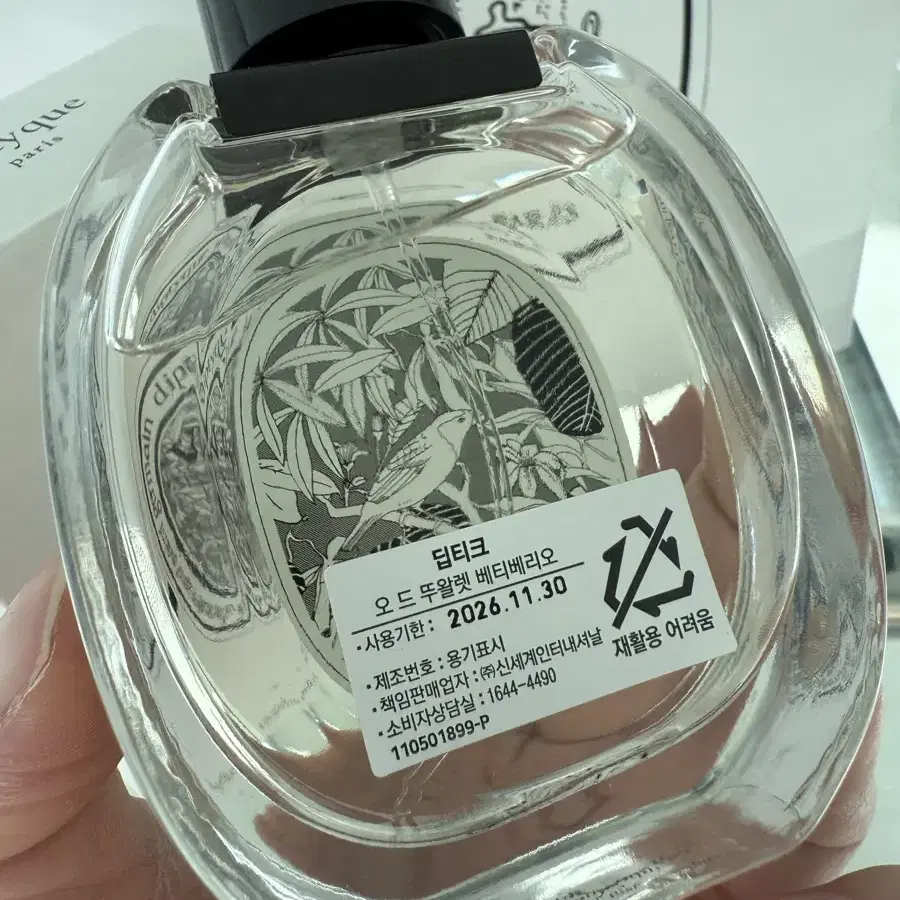 yque
paris
PARIS
딥티크
오 드 뚜왈렛 베티베리오
・사용기한 : 2026.11.30
・제조번호 : 용기표시
・책임판매업자 : ㈜신세계인터내셔날
・소비자상담실 : 1644-4490
110501899-P
재활용 어려움